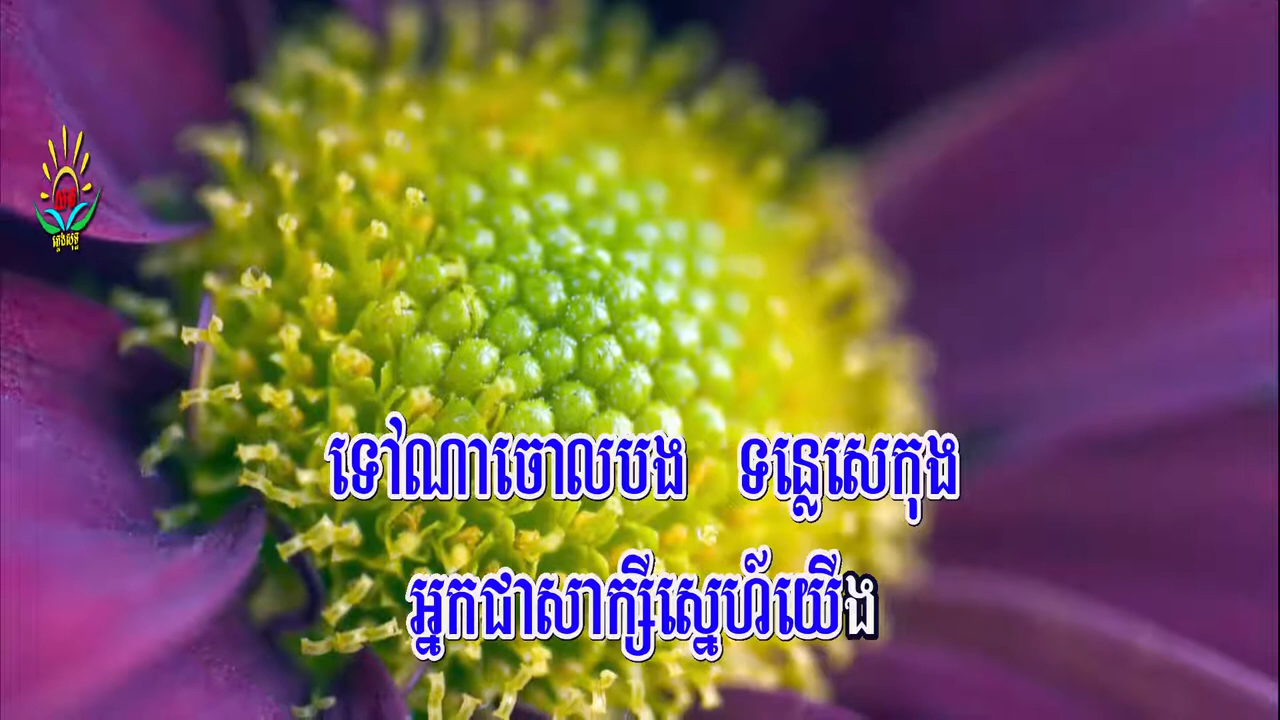 ទៅណាចោលបង ទន្លេសេកុង
អ្នកជាសាក្សីស្នេហ៍យើង